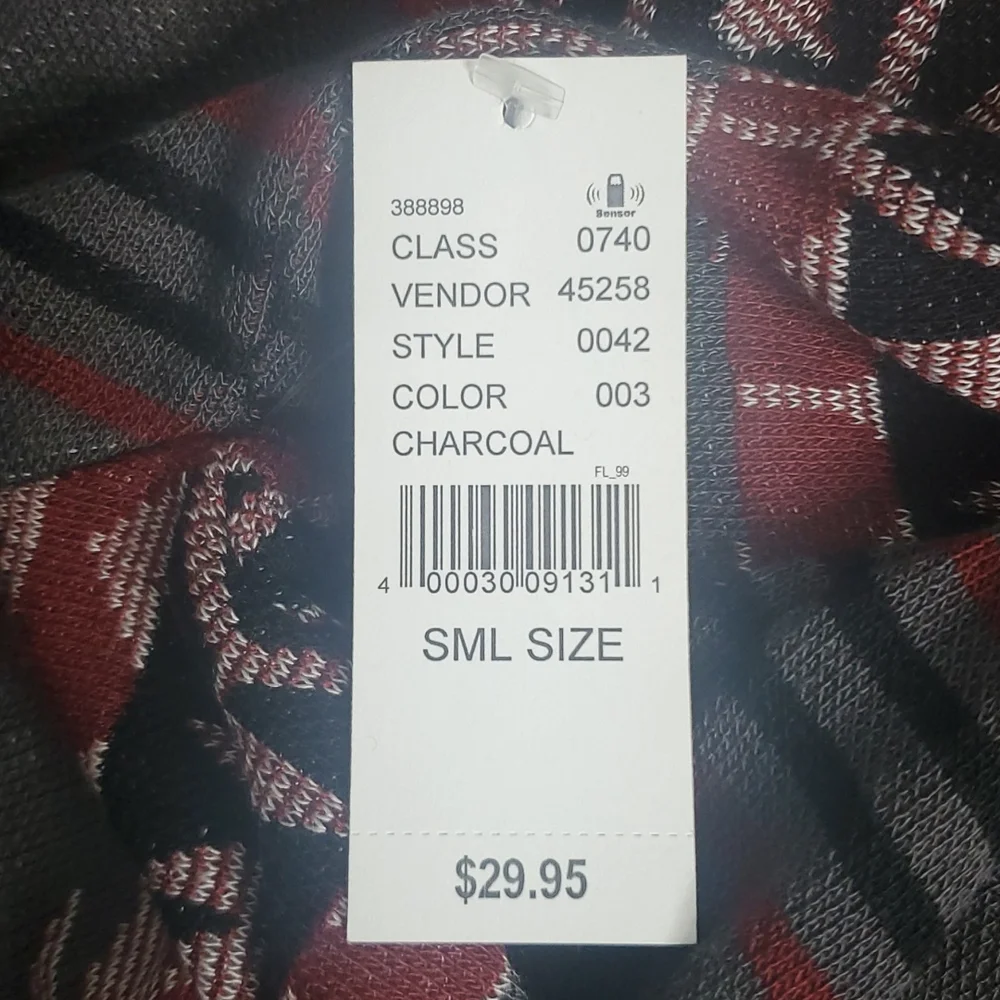 388898
Sensor
CLASS 0740
VENDOR 45258
STYLE 0042
COLOR 003
CHARCOAL
FL_99
4 00030 09131 1
SML SIZE
$29.95